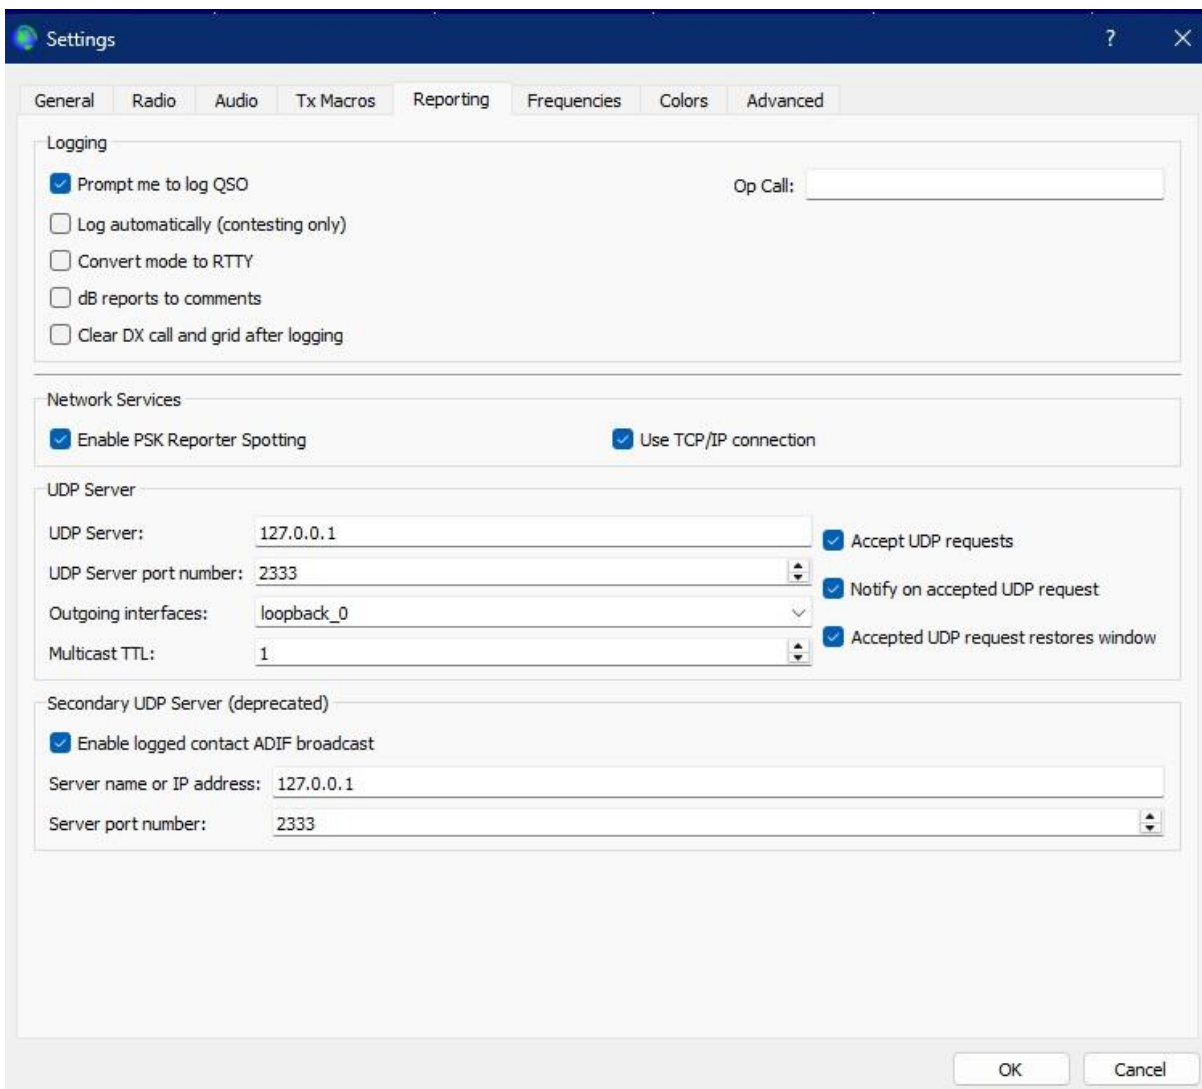 Settings
?
General Radio Audio Tx Macros Reporting Frequencies Colors Advanced
Logging
Prompt me to log QSO Op Call:
Log automatically (contesting only)
Convert mode to RTTY
dB reports to comments
Clear DX call and grid after logging
Network Services
Enable PSK Reporter Spotting Use TCP/IP connection
UDP Server
UDP Server: 127.0.0.1 Accept UDP requests
UDP Server port number: 2333
Notify on accepted UDP request
Outgoing interfaces: loopback_0
Accepted UDP request restores window
Multicast TTL: 1
Secondary UDP Server (deprecated)
Enable logged contact ADIF broadcast
Server name or IP address: 127.0.0.1
Server port number: 2333
OK Cancel